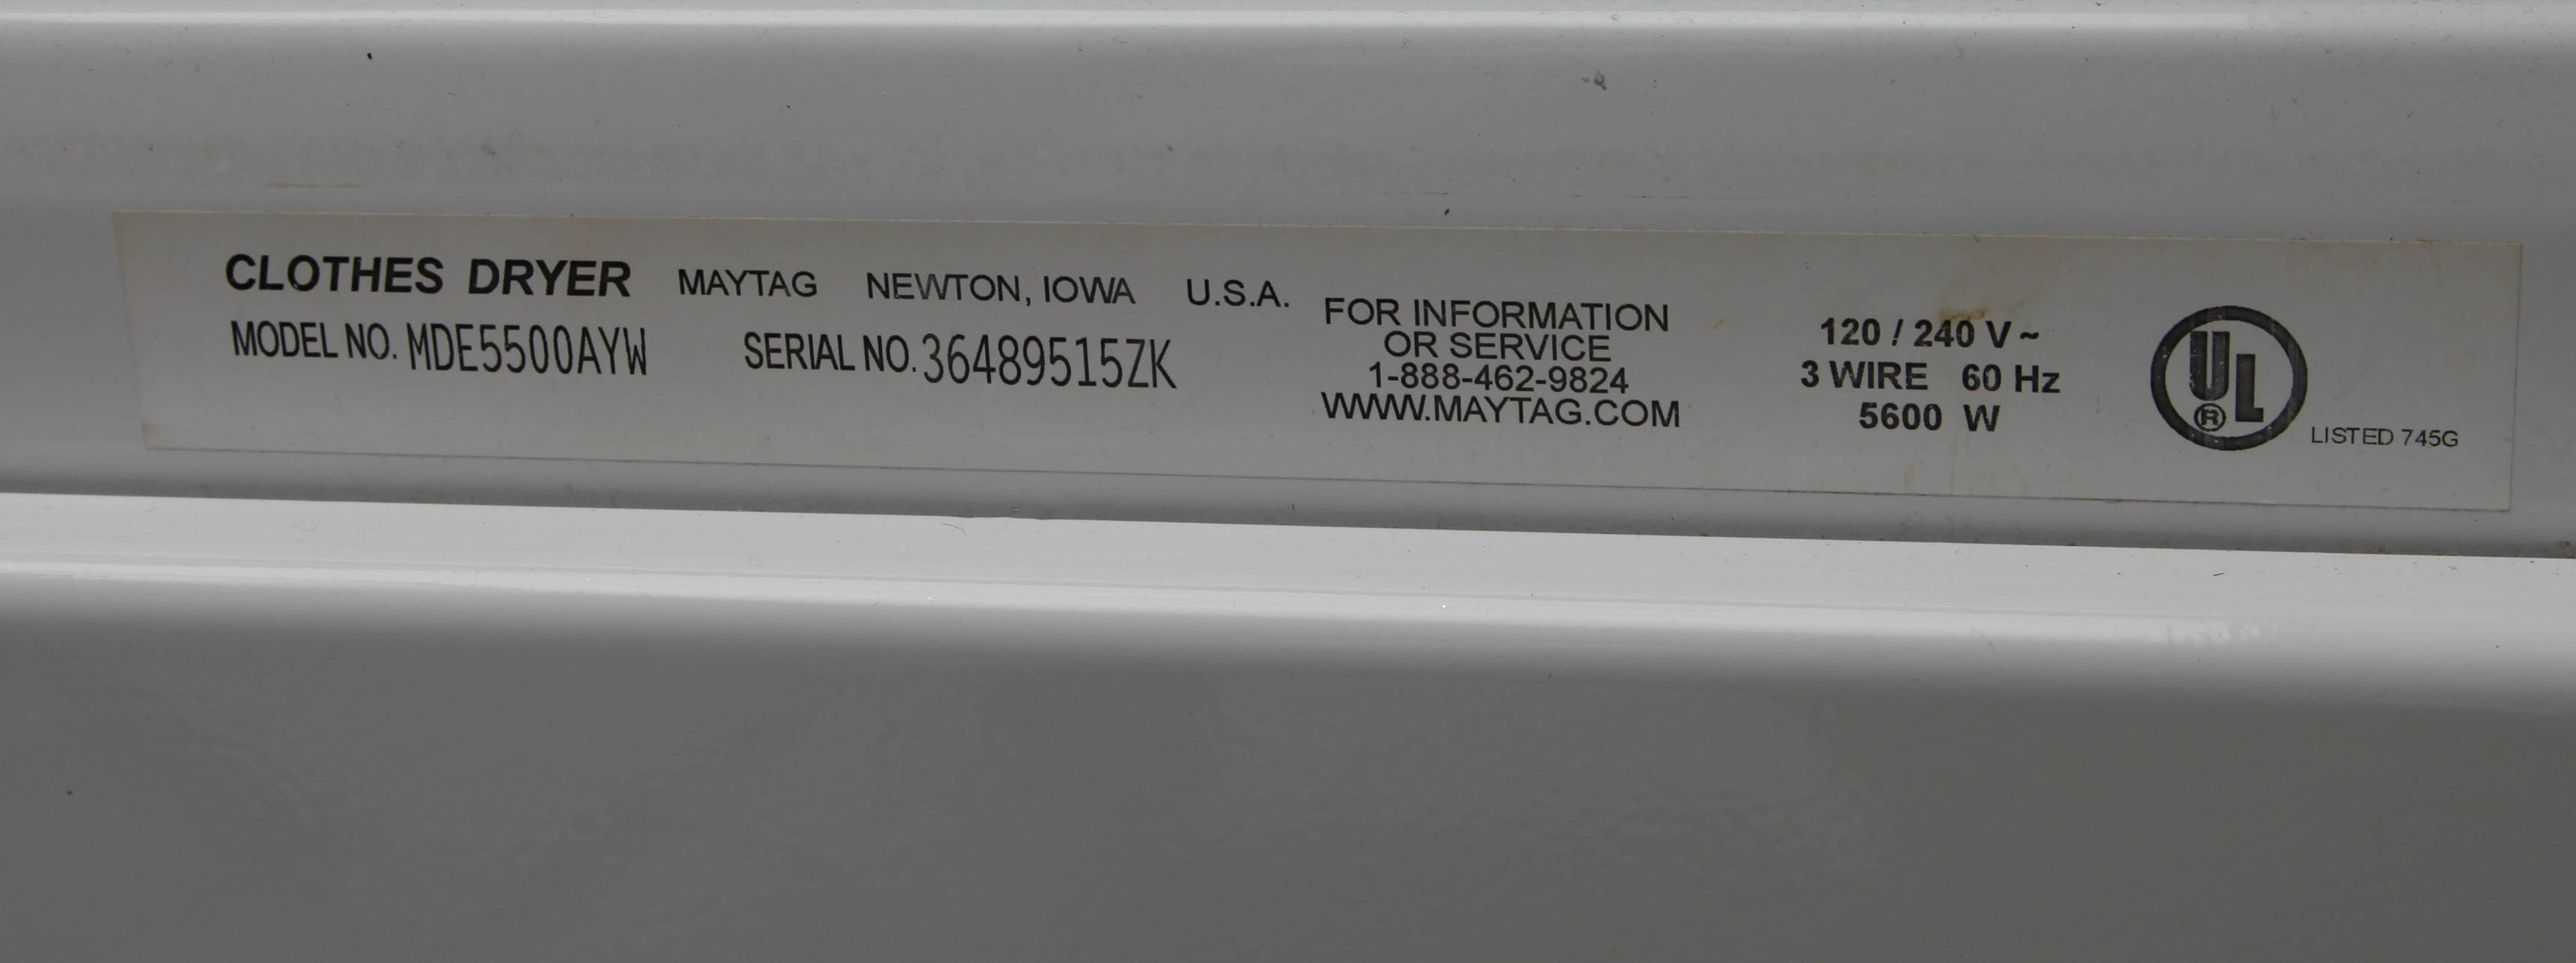 CLOTHES DRYER MAYTAG NEWTON, IOWA U.S.A.
MODEL NO. MDE5500AYW SERIAL NO. 36489515ZK
FOR INFORMATION
OR SERVICE
1-888-462-9824
WWW.MAYTAG.COM
120 / 240 V ~
3 WIRE 60 Hz
5600 W
UL
®
LISTED 745G